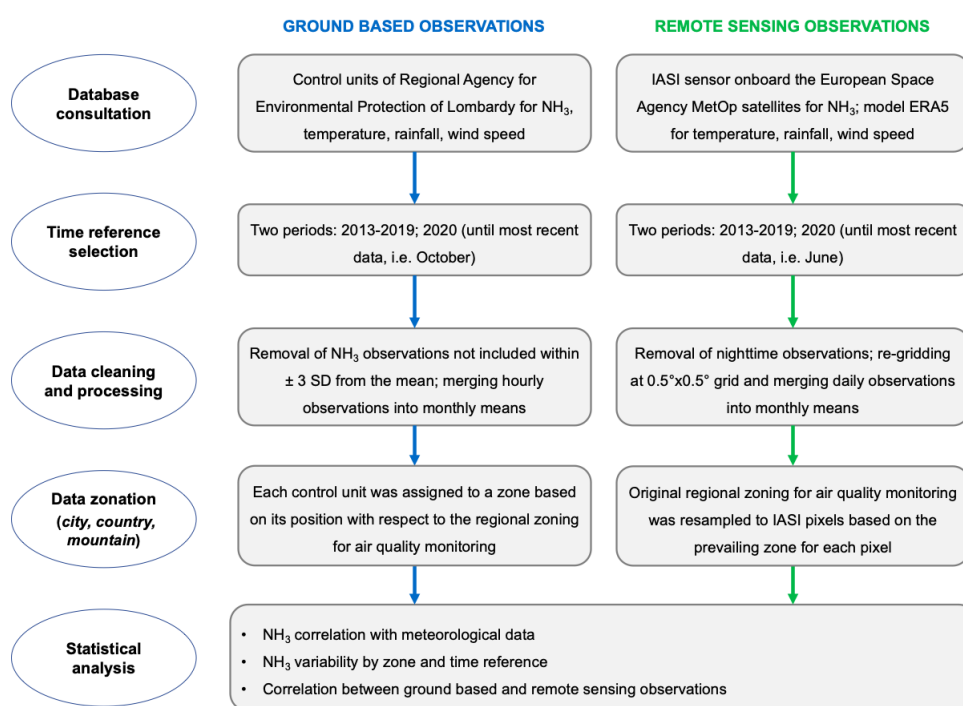 GROUND BASED OBSERVATIONS
REMOTE SENSING OBSERVATIONS
Database
consultation
Control units of Regional Agency for
Environmental Protection of Lombardy for NH₃,
temperature, rainfall, wind speed
IASI sensor onboard the European Space
Agency MetOp satellites for NH₃; model ERA5
for temperature, rainfall, wind speed
Time reference
selection
Two periods: 2013-2019; 2020 (until most recent
data, i.e. October)
Two periods: 2013-2019; 2020 (until most recent
data, i.e. June)
Data cleaning
and processing
Removal of NH₃ observations not included within
± 3 SD from the mean; merging hourly
observations into monthly means
Removal of nighttime observations; re-gridding
at 0.5°x0.5° grid and merging daily observations
into monthly means
Data zonation
(city, country,
mountain)
Each control unit was assigned to a zone based
on its position with respect to the regional zoning
for air quality monitoring
Original regional zoning for air quality monitoring
was resampled to IASI pixels based on the
prevailing zone for each pixel
Statistical
analysis
• NH₃ correlation with meteorological data
• NH₃ variability by zone and time reference
• Correlation between ground based and remote sensing observations